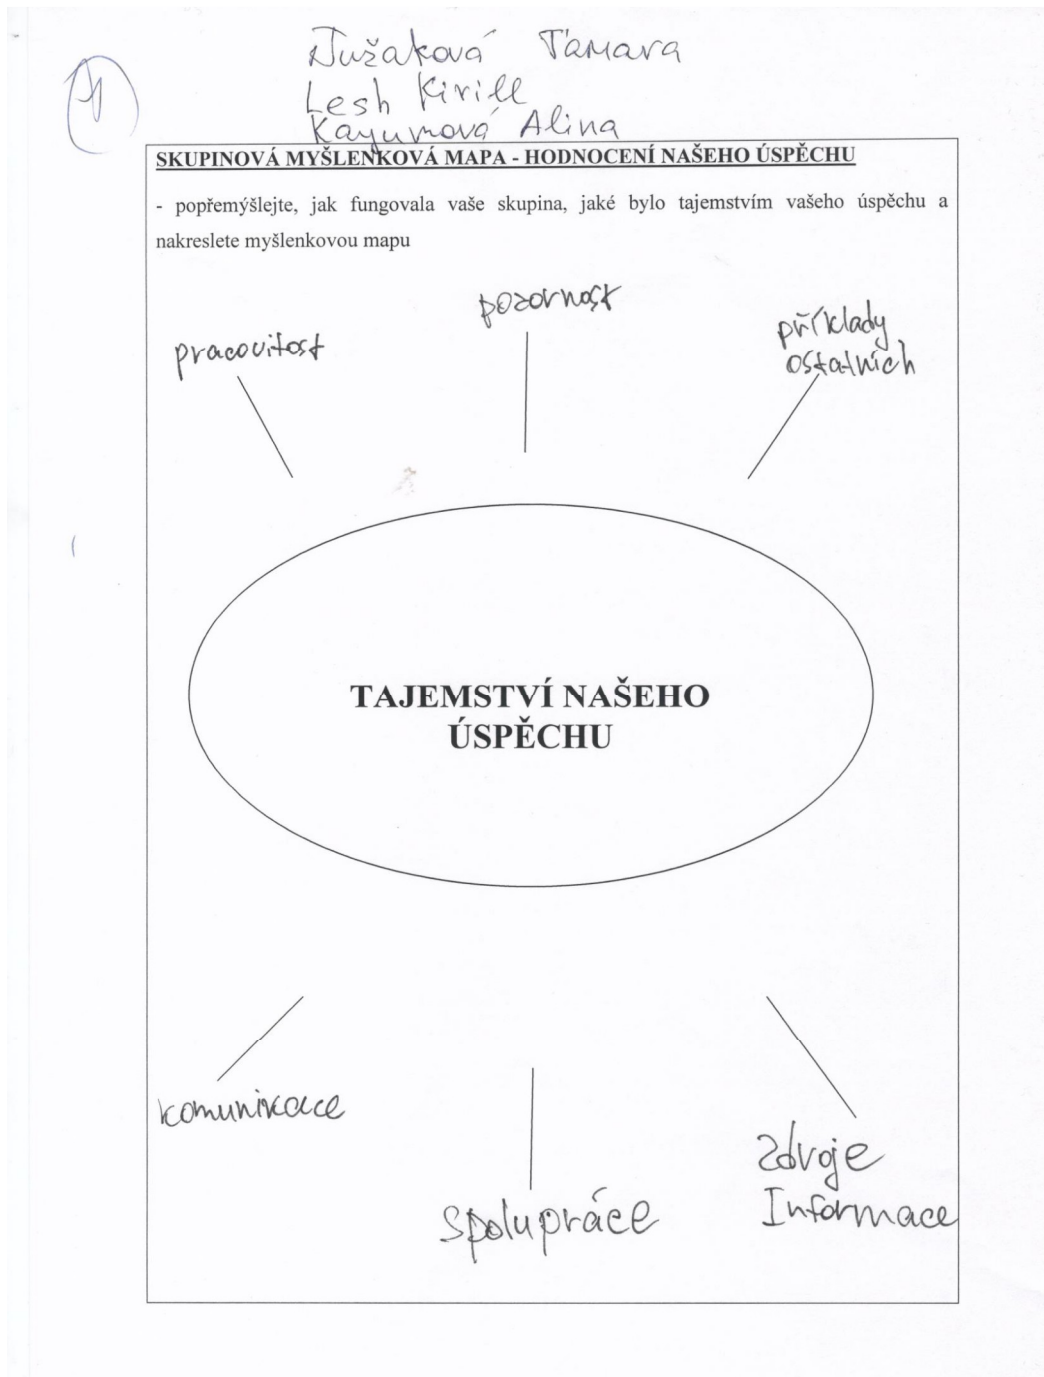 Tamara
Lesh Kirill
Kayumová Alina
SKUPINOVÁ MYŠLENKOVÁ MAPA - HODNOCENÍ NAŠEHO ÚSPĚCHU
- popřemýšlejte, jak fungovala vaše skupina, jaké bylo tajemstvím vašeho úspěchu a
nakreslete myšlenkovou mapu
pozornost
příklady
ostatních
pracovitost
TAJEMSTVÍ NAŠEHO
ÚSPĚCHU
komunikace
spolupráce
zdroje
Informace